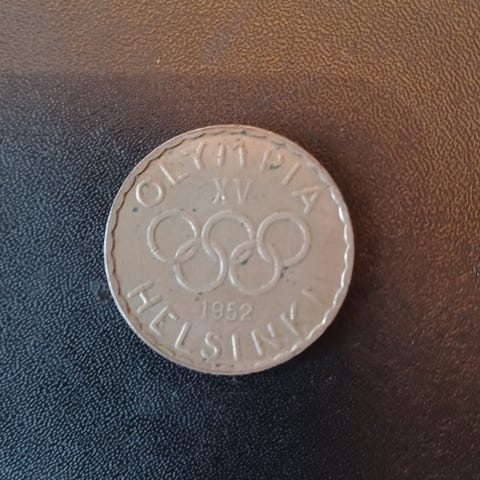 OLYMPIA
XV
1952
HELSINKI